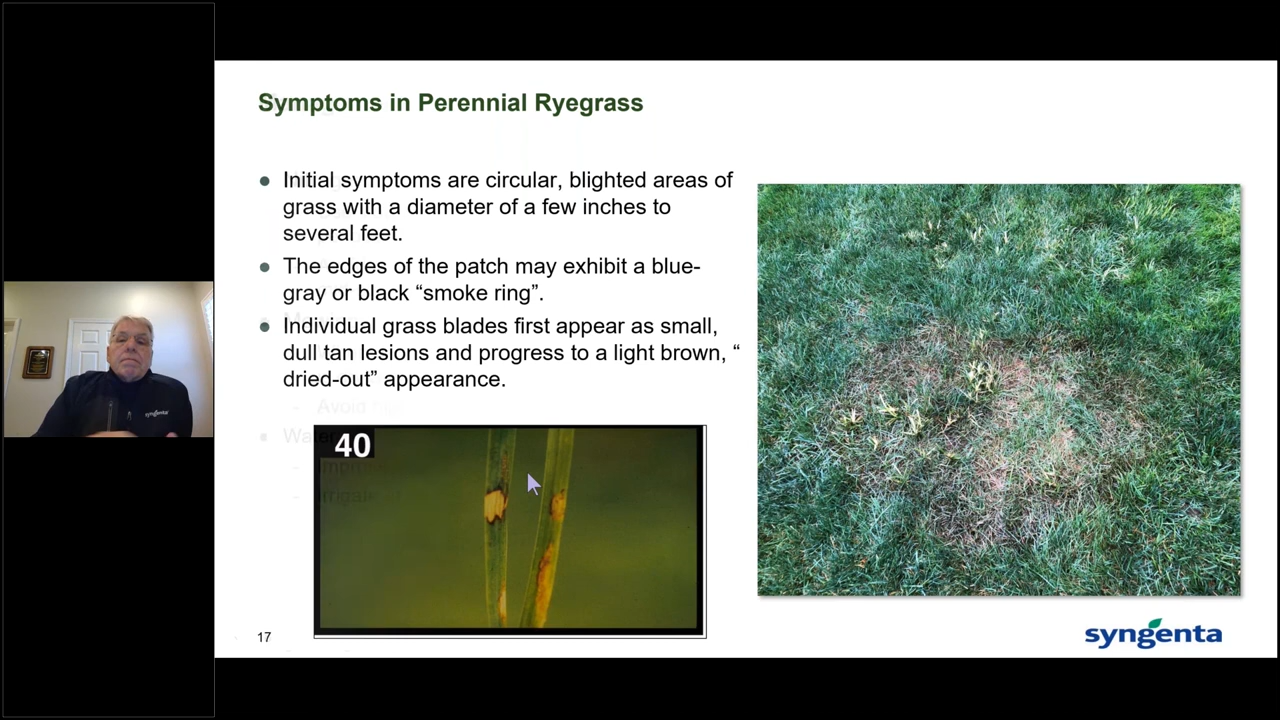 Symptoms in Perennial Ryegrass
● Initial symptoms are circular, blighted areas of
grass with a diameter of a few inches to
several feet.
● The edges of the patch may exhibit a blue-
gray or black “smoke ring”.
● Individual grass blades first appear as small,
dull tan lesions and progress to a light brown, “
dried-out” appearance.
- Avoid
40
17
syngenta
syngenta